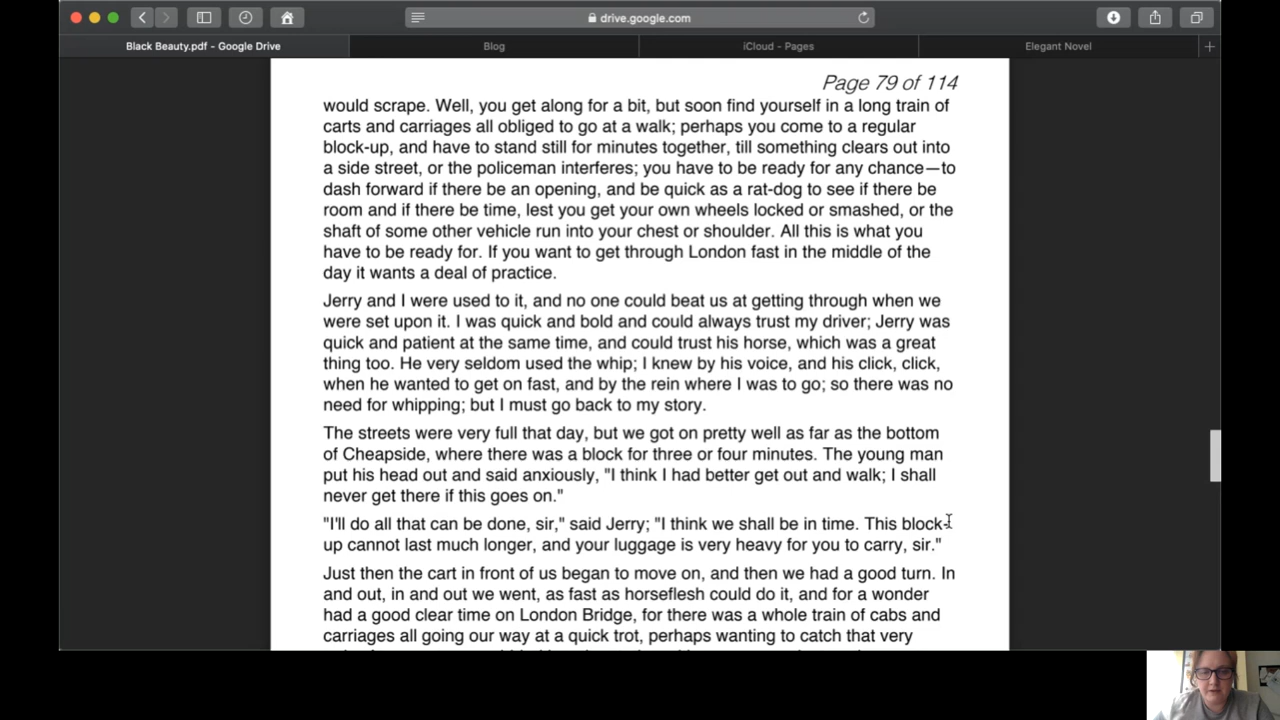 drive.google.com
Black Beauty.pdf - Google Drive
Blog
iCloud - Pages
Elegant Novel
Page 79 of 114
would scrape. Well, you get along for a bit, but soon find yourself in a long train of
carts and carriages all obliged to go at a walk; perhaps you come to a regular
block-up, and have to stand still for minutes together, till something clears out into
a side street, or the policeman interferes; you have to be ready for any chance—to
dash forward if there be an opening, and be quick as a rat-dog to see if there be
room and if there be time, lest you get your own wheels locked or smashed, or the
shaft of some other vehicle run into your chest or shoulder. All this is what you
have to be ready for. If you want to get through London fast in the middle of the
day it wants a deal of practice.
Jerry and I were used to it, and no one could beat us at getting through when we
were set upon it. I was quick and bold and could always trust my driver; Jerry was
quick and patient at the same time, and could trust his horse, which was a great
thing too. He very seldom used the whip; I knew by his voice, and his click, click,
when he wanted to get on fast, and by the rein where I was to go; so there was no
need for whipping; but I must go back to my story.
The streets were very full that day, but we got on pretty well as far as the bottom
of Cheapside, where there was a block for three or four minutes. The young man
put his head out and said anxiously, "I think I had better get out and walk; I shall
never get there if this goes on."
"I'll do all that can be done, sir," said Jerry; "I think we shall be in time. This block-
up cannot last much longer, and your luggage is very heavy for you to carry, sir."
Just then the cart in front of us began to move on, and then we had a good turn. In
and out, in and out we went, as fast as horseflesh could do it, and for a wonder
had a good clear time on London Bridge, for there was a whole train of cabs and
carriages all going our way at a quick trot, perhaps wanting to catch that very